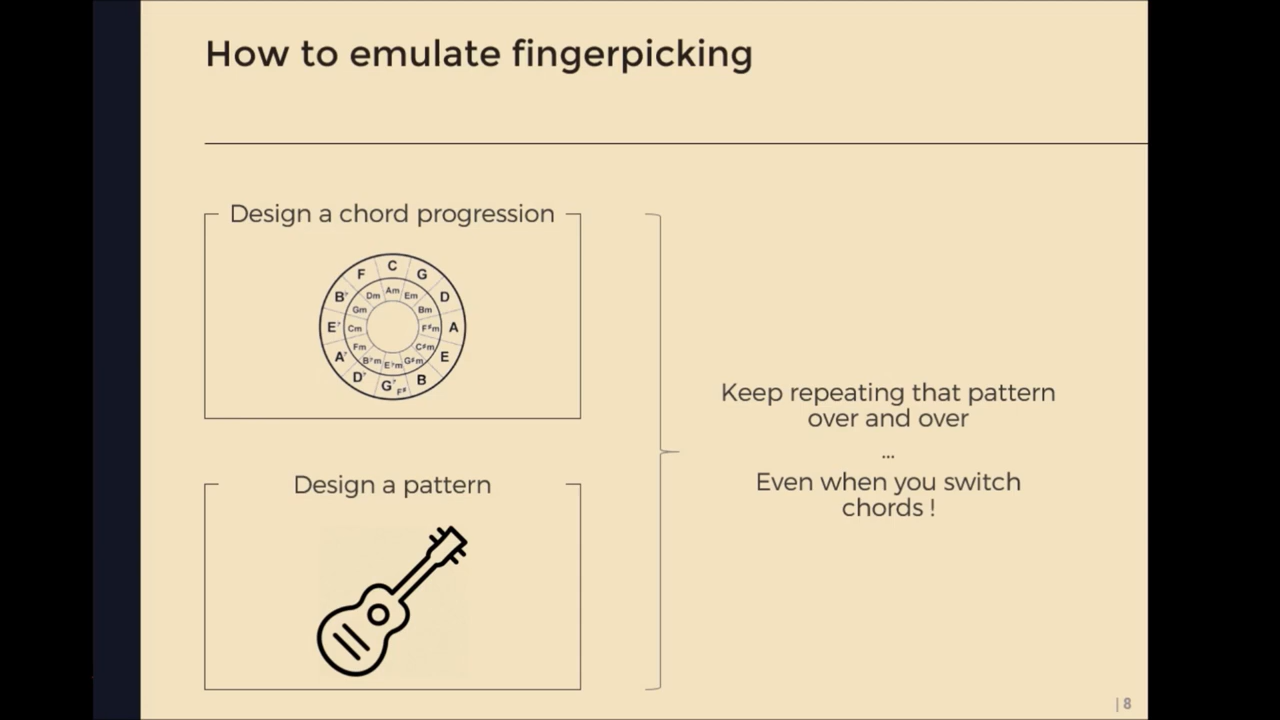 How to emulate fingerpicking
Design a chord progression
C
G
D
A
E
B
G♭
F#
D♭
A♭
E♭
B♭
F
Am
Em
Bm
F#m
C#m
G#m
E♭m
B♭m
Fm
Cm
Gm
Dm
Design a pattern
Keep repeating that pattern
over and over
...
Even when you switch
chords !
| 8